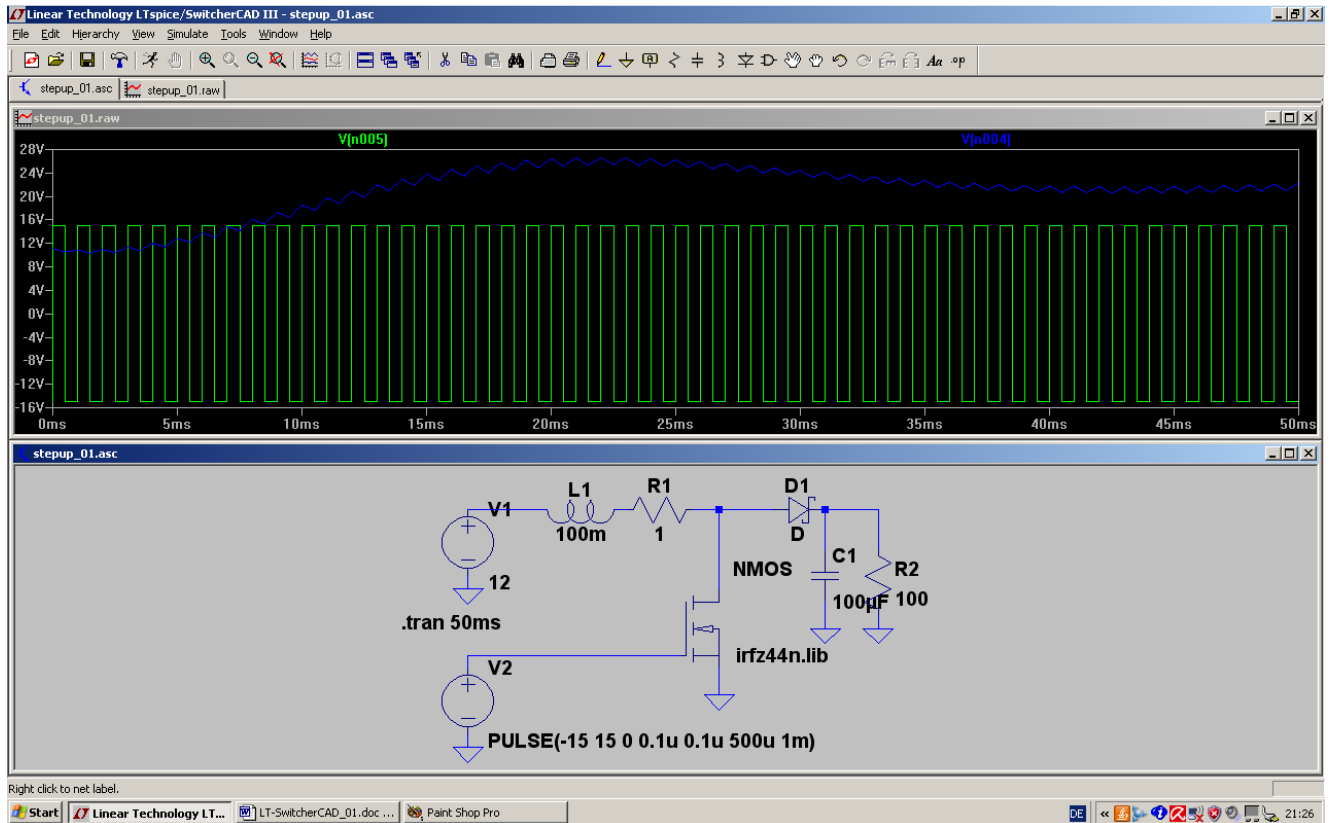 Linear Technology LTspice/SwitcherCAD III - stepup_01.asc
File Edit Hierarchy View Simulate Tools Window Help
Aa .op
stepup_01.asc stepup_01.raw
stepup_01.raw
V(n005) V(n004)
28V
24V
20V
16V
12V
8V
4V
0V
-4V
-8V
-12V
-16V
0ms 5ms 10ms 15ms 20ms 25ms 30ms 35ms 40ms 45ms 50ms
stepup_01.asc
V1 L1 R1 D1
100m 1 D
12
NMOS C1 R2
100µF 100
.tran 50ms
irfz44n.lib
V2
PULSE(-15 15 0 0.1u 0.1u 500u 1m)
Right click to net label.
Start Linear Technology LT... LT-SwitcherCAD_01.doc ... Paint Shop Pro DE « 21:26